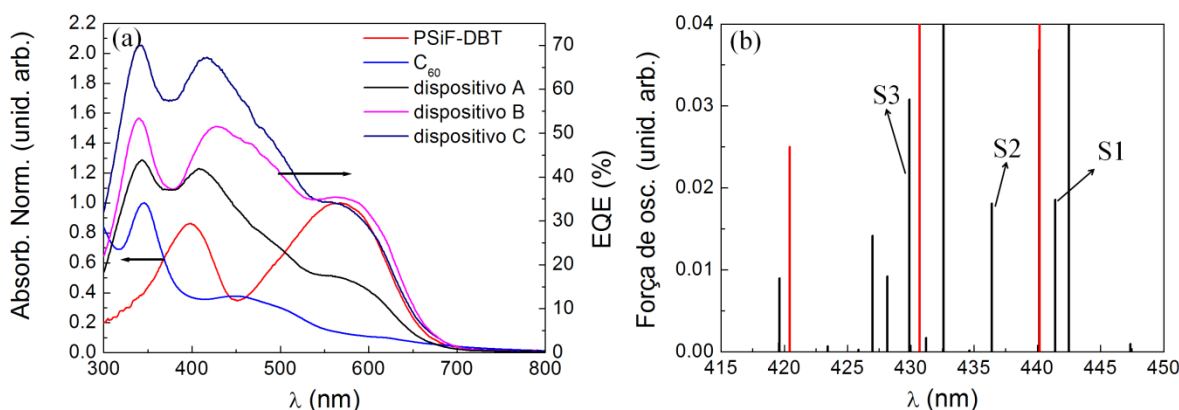 (a)
PSiF-DBT
C₆₀
dispositivo A
dispositivo B
dispositivo C
Absorb. Norm. (unid. arb.)
2.2
2.0
1.8
1.6
1.4
1.2
1.0
0.8
0.6
0.4
0.2
0.0
300 400 500 600 700 800
λ (nm)
70
60
50
40
30
20
10
0
EQE (%)
(b)
S3
S2
S1
Força de osc. (unid. arb.)
0.04
0.03
0.02
0.01
0.00
415 420 425 430 435 440 445 450
λ (nm)